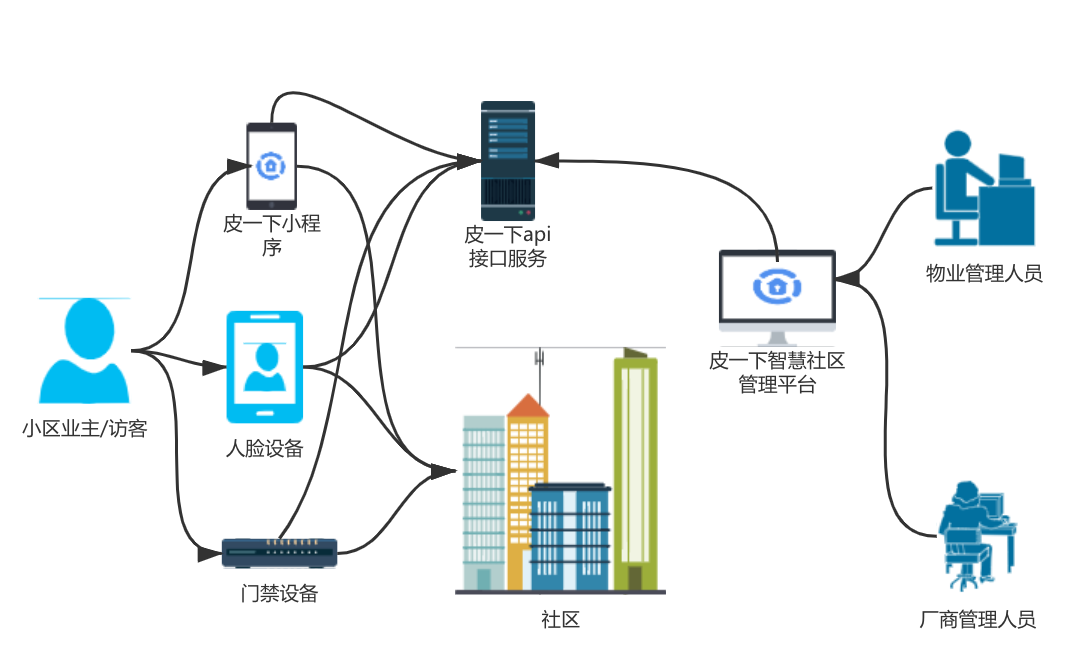 皮一下小程
序
皮一下api
接口服务
物业管理人员
皮一下智慧社区
管理平台
小区业主/访客
人脸设备
门禁设备
社区
厂商管理人员